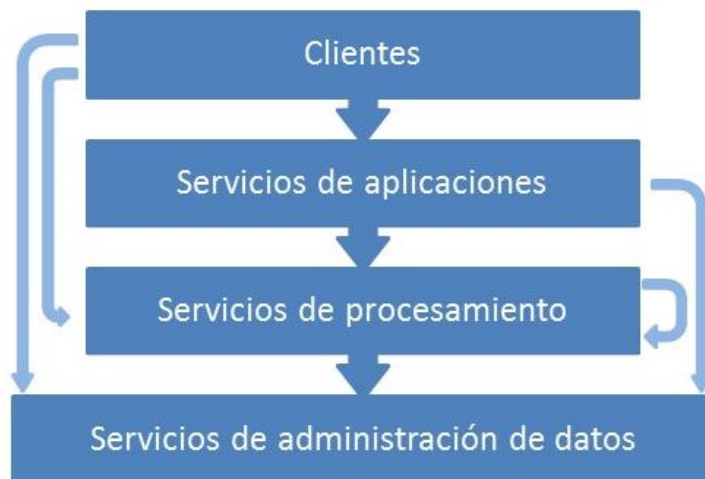 Clientes
Servicios de aplicaciones
Servicios de procesamiento
Servicios de administración de datos